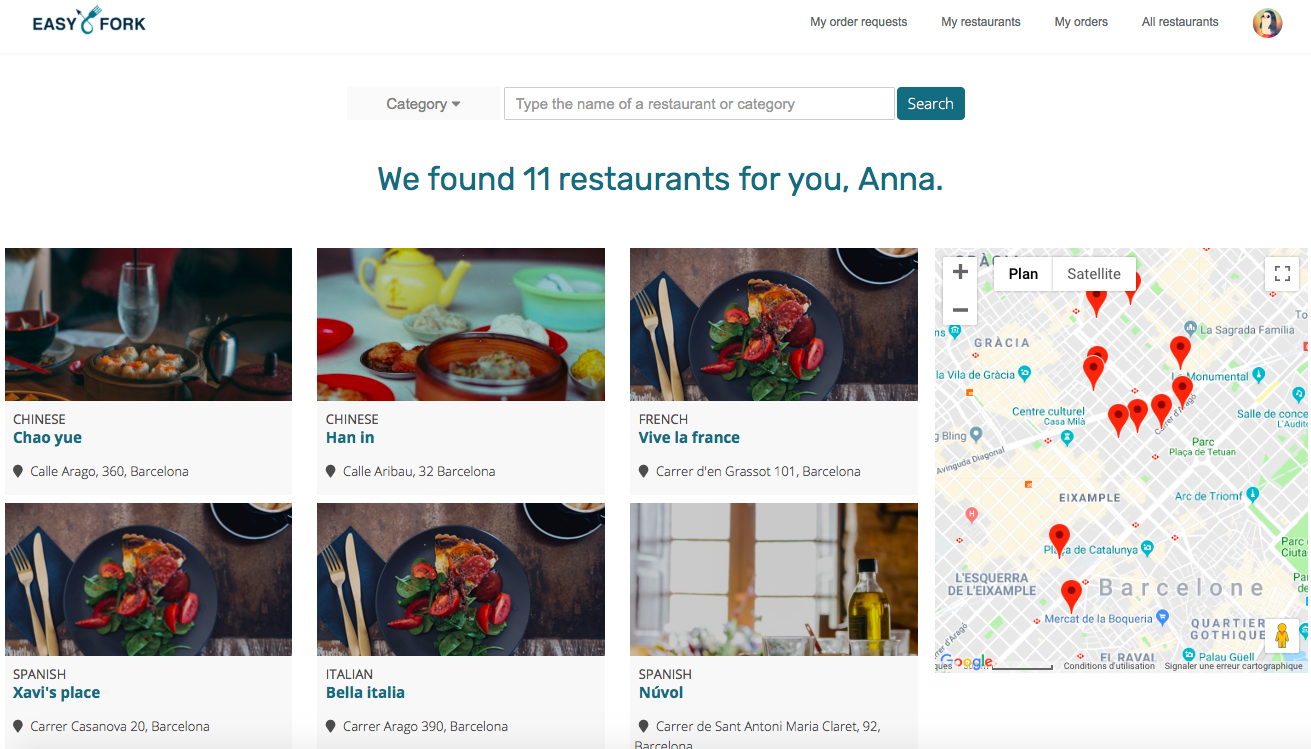 EASY FORK
My order requests
My restaurants
My orders
All restaurants
Category
Type the name of a restaurant or category
Search
We found 11 restaurants for you, Anna.
CHINESE
Chao yue
Calle Arago, 360, Barcelona
CHINESE
Han in
Calle Aribau, 32 Barcelona
FRENCH
Vive la france
Carrer d'en Grassot 101, Barcelona
SPANISH
Xavi's place
Carrer Casanova 20, Barcelona
ITALIAN
Bella italia
Carrer Arago 390, Barcelona
SPANISH
Núvol
Carrer de Sant Antoni Maria Claret, 92,
Barcelona
+
Plan
Satellite
−
La Sagrada Família
To
ns
GRÀCIA
la Vila de Gràcia
Monumental
Centre culturel
Casa Milà
Carrer d'Aragó
Salle de conce
L'Audito
g Bling
Parc
Plaça de Tetuan
Avinguda Diagonal
EIXAMPLE
Arc de Triomf
H
Plaça de Catalunya
Parc
Ciuta
L'ESQUERRA
DE L'EIXAMPLE
Barcelone
Par
de
Mercat de la Boqueria
QUARTIER
GOTHIQUE
d'Aragó
EL RAVAL
Palau Güell
Google
Conditions d'utilisation
Signaler une erreur cartographique